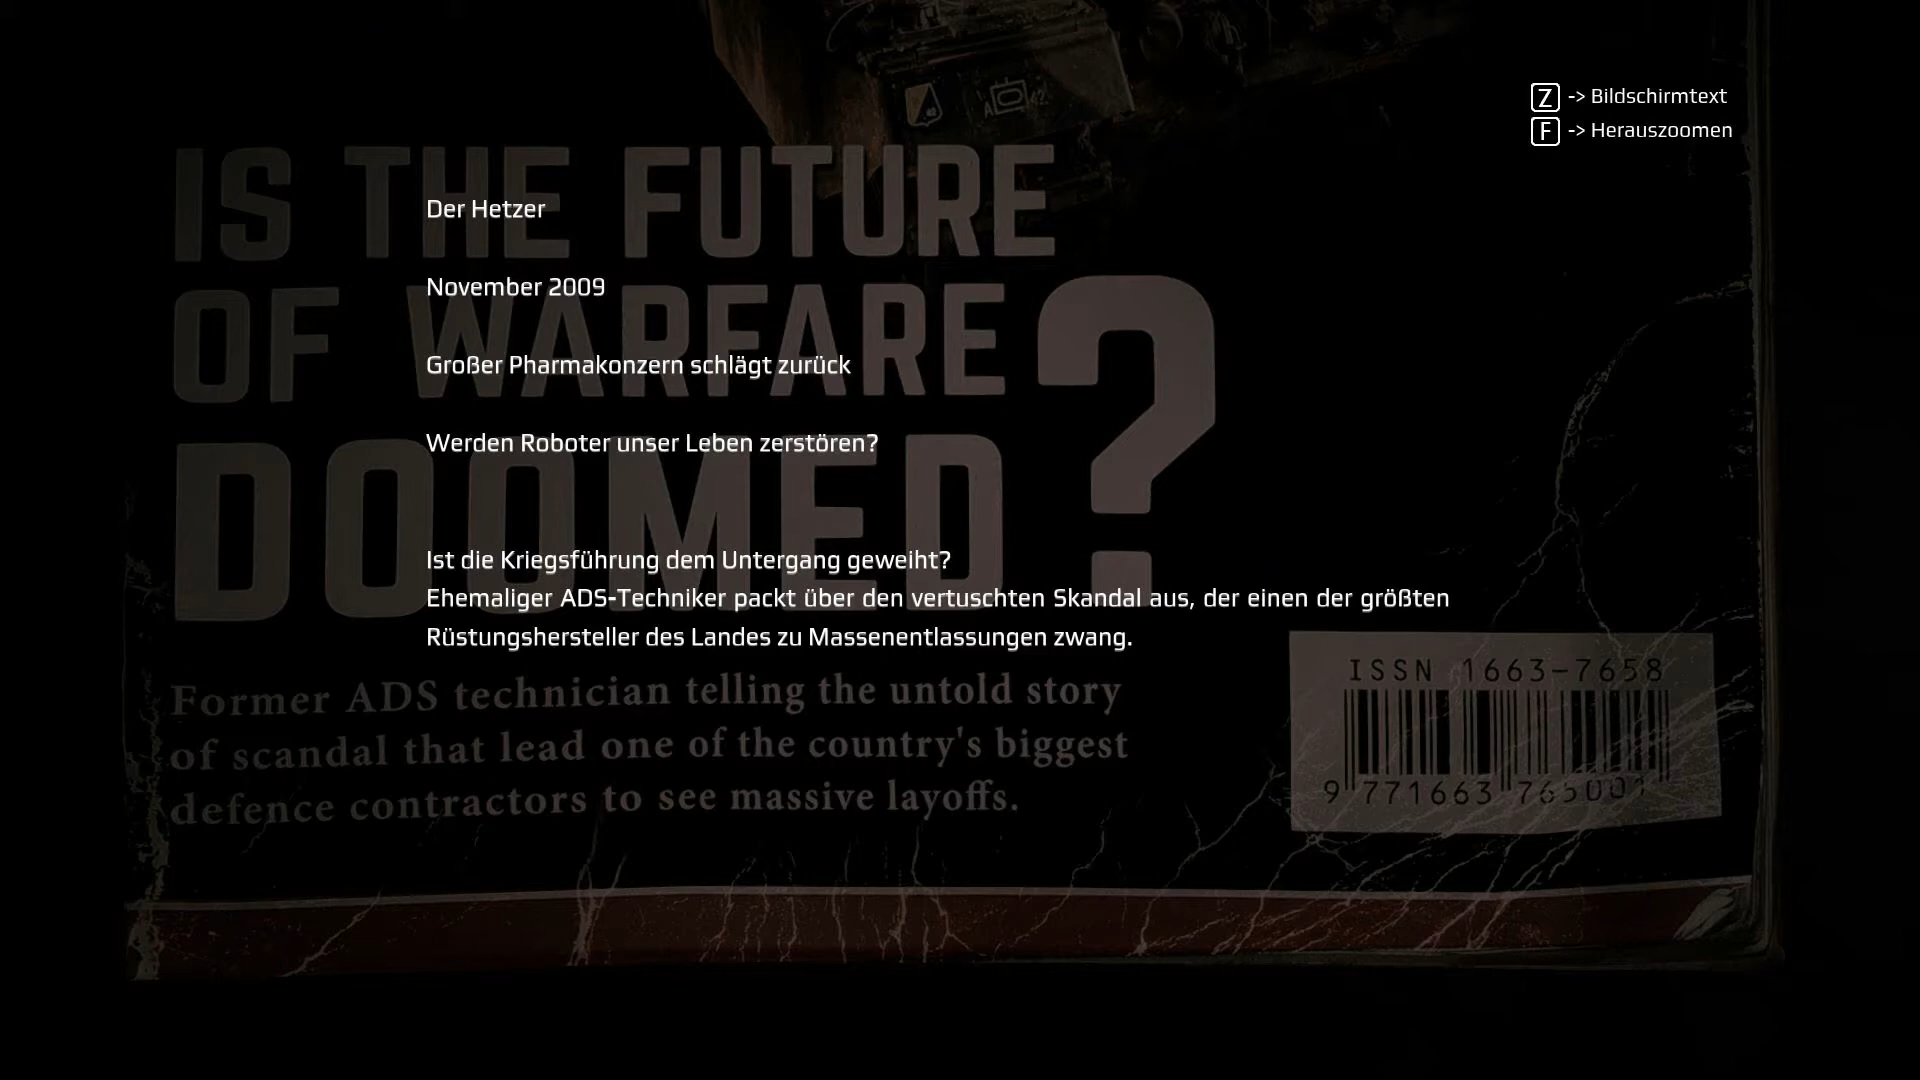 Z -> Bildschirmtext
F -> Herauszoomen
IS THE FUTURE
OF WARFARE
DOOMED?
Der Hetzer
November 2009
Großer Pharmakonzern schlägt zurück
Werden Roboter unser Leben zerstören?
Ist die Kriegsführung dem Untergang geweiht?
Ehemaliger ADS-Techniker packt über den vertuschten Skandal aus, der einen der größten
Rüstungshersteller des Landes zu Massenentlassungen zwang.
Former ADS technician telling the untold story
of scandal that lead one of the country's biggest
defence contractors to see massive layoffs.
ISSN 1663-7658
9 771663 765001